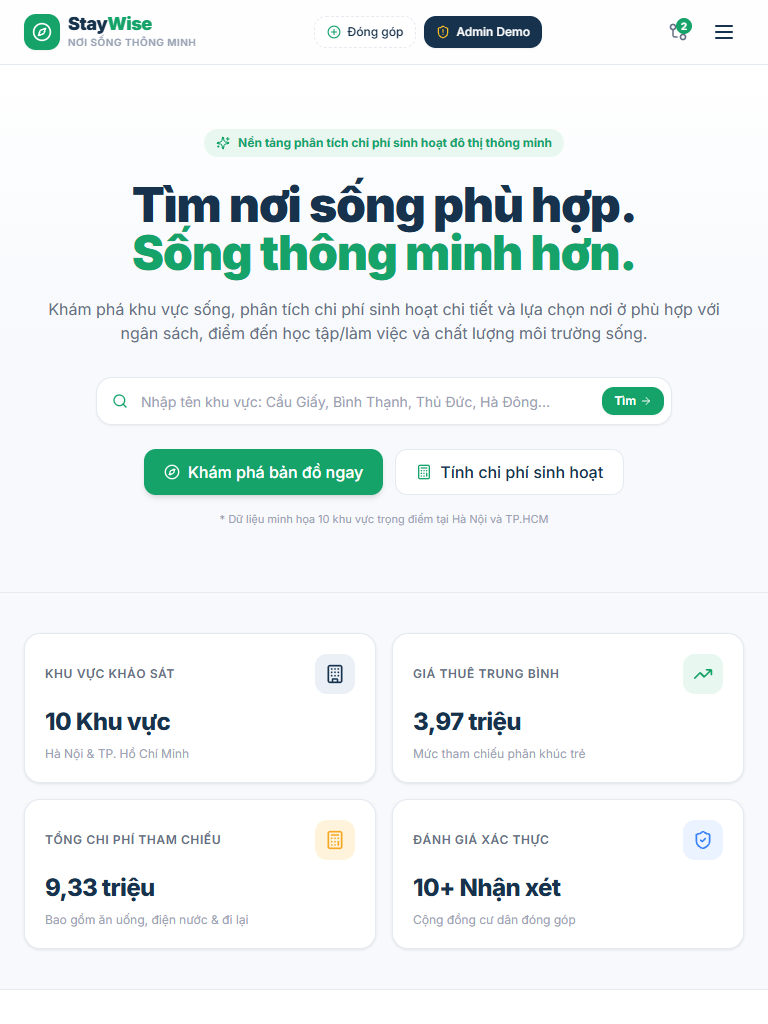 StayWise
NƠI SỐNG THÔNG MINH
Đóng góp
Admin Demo
2
Nền tảng phân tích chi phí sinh hoạt đô thị thông minh
Tìm nơi sống phù hợp.
Sống thông minh hơn.
Khám phá khu vực sống, phân tích chi phí sinh hoạt chi tiết và lựa chọn nơi ở phù hợp với
ngân sách, điểm đến học tập/làm việc và chất lượng môi trường sống.
Nhập tên khu vực: Cầu Giấy, Bình Thạnh, Thủ Đức, Hà Đông...
Tìm →
Khám phá bản đồ ngay
Tính chi phí sinh hoạt
* Dữ liệu minh họa 10 khu vực trọng điểm tại Hà Nội và TP.HCM
KHU VỰC KHẢO SÁT
10 Khu vực
Hà Nội & TP. Hồ Chí Minh
GIÁ THUÊ TRUNG BÌNH
3,97 triệu
Mức tham chiếu phân khúc trẻ
TỔNG CHI PHÍ THAM CHIẾU
9,33 triệu
Bao gồm ăn uống, điện nước & đi lại
ĐÁNH GIÁ XÁC THỰC
10+ Nhận xét
Cộng đồng cư dân đóng góp